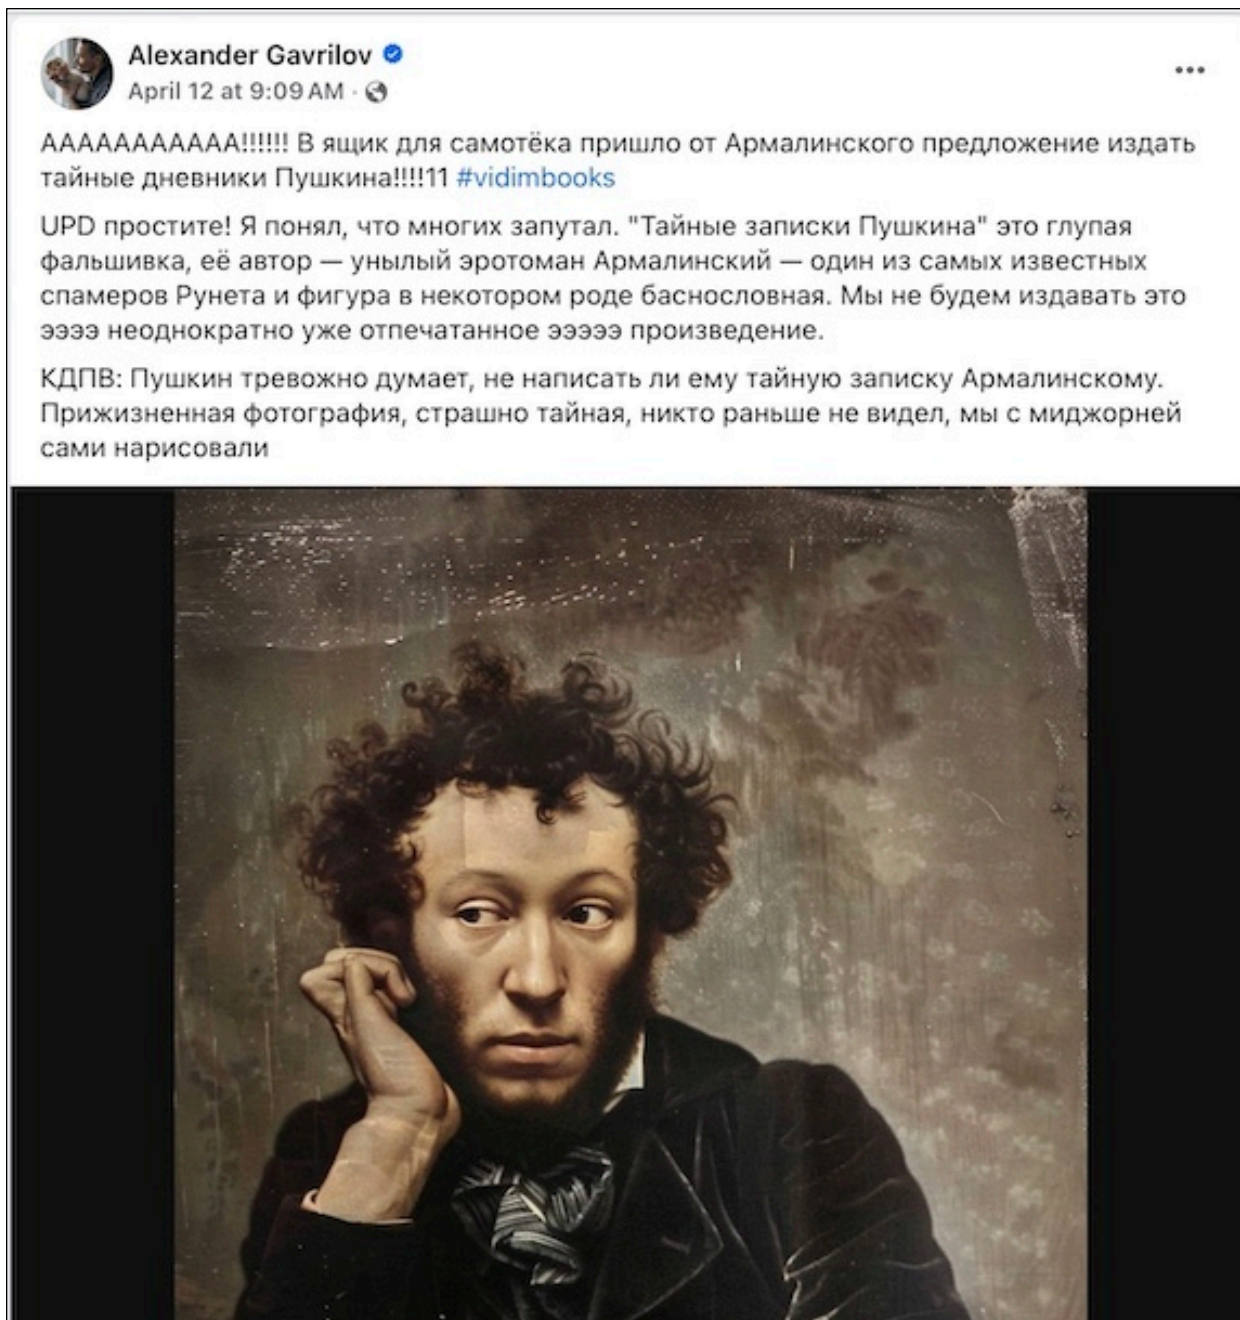 Alexander Gavrilov
April 12 at 9:09 AM ·
ААААААААААА!!!!!! В ящик для самотёка пришло от Армалинского предложение издать
тайные дневники Пушкина!!!!11 #vidimbooks
UPD простите! Я понял, что многих запутал. "Тайные записки Пушкина" это глупая
фальшивка, её автор — унылый эротоман Армалинский — один из самых известных
спамеров Рунета и фигура в некотором роде баснословная. Мы не будем издавать это
ээээ неоднократно уже отпечатанное эээээ произведение.
КДПВ: Пушкин тревожно думает, не написать ли ему тайную записку Армалинскому.
Прижизненная фотография, страшно тайная, никто раньше не видел, мы с миджорней
сами нарисовали